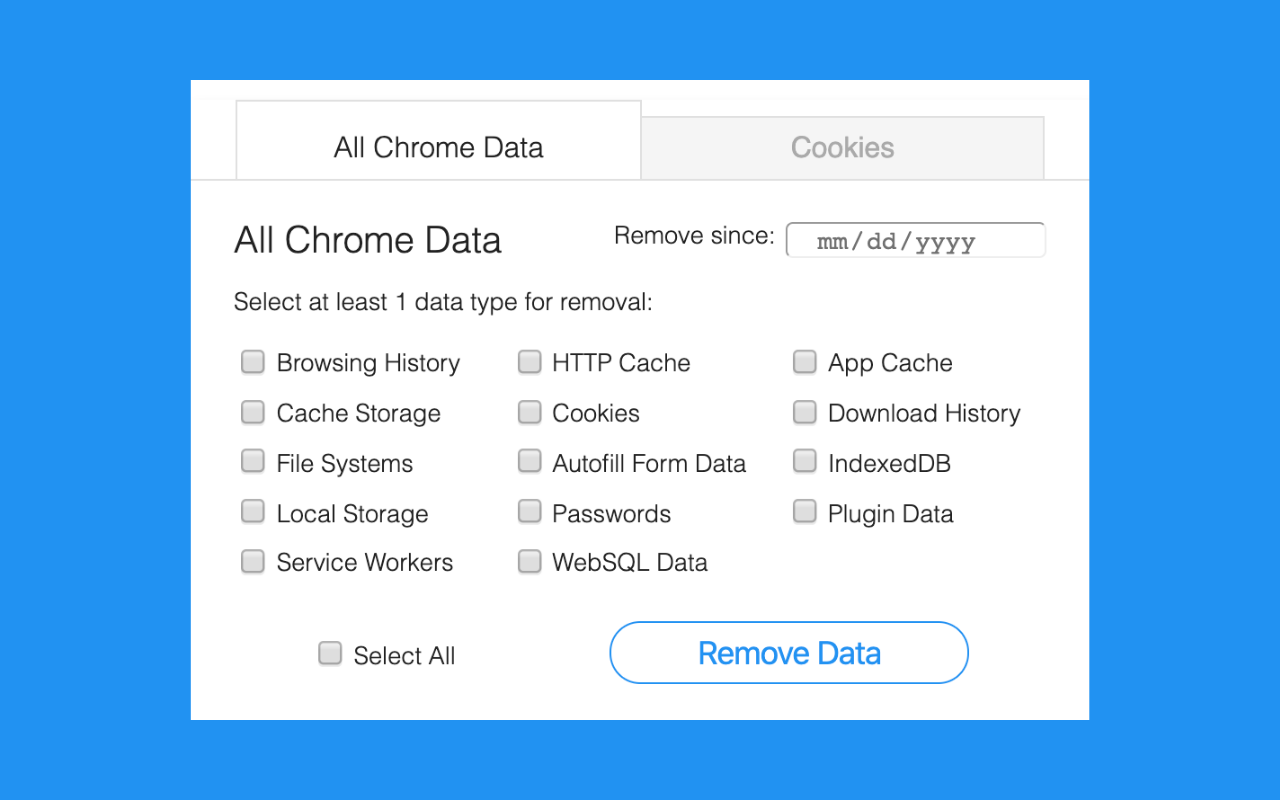 All Chrome Data Cookies
All Chrome Data Remove since: mm/dd/yyyy
Select at least 1 data type for removal:
Browsing History HTTP Cache App Cache
Cache Storage Cookies Download History
File Systems Autofill Form Data IndexedDB
Local Storage Passwords Plugin Data
Service Workers WebSQL Data
Select All Remove Data